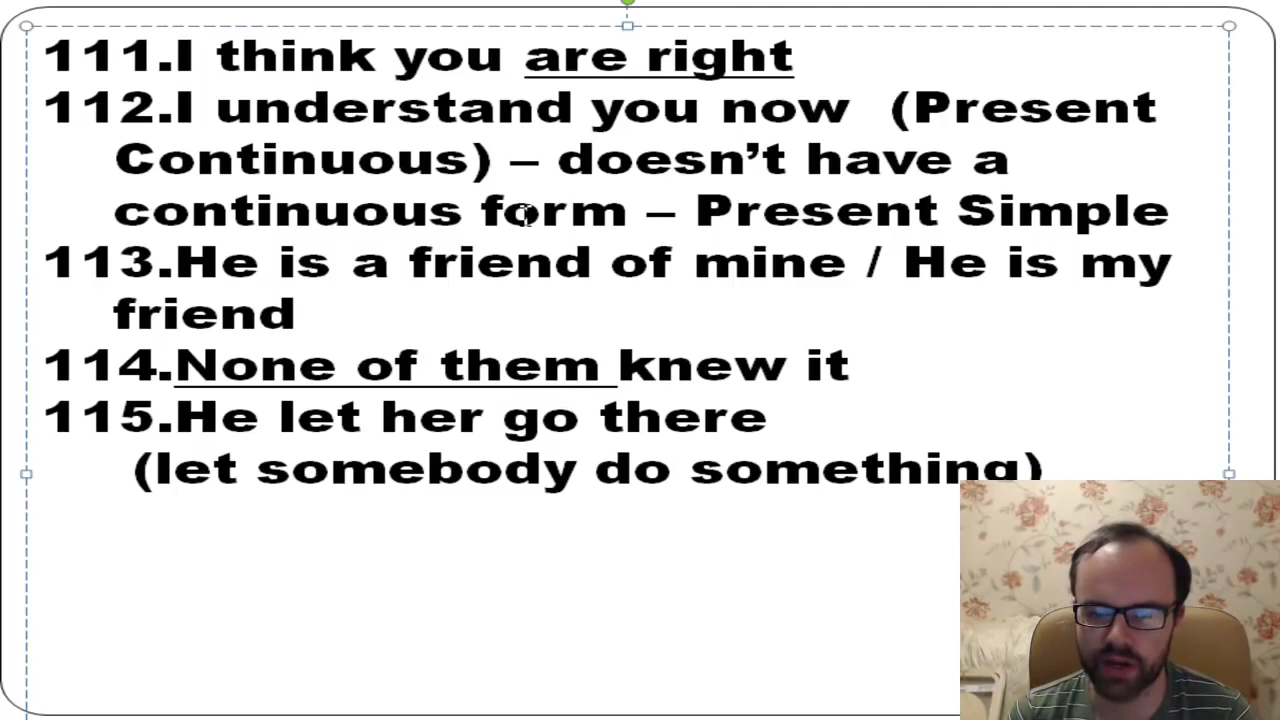 111.I think you are right
112.I understand you now (Present
Continuous) – doesn’t have a
continuous form – Present Simple
113.He is a friend of mine / He is my
friend
114.None of them knew it
115.He let her go there
(let somebody do something)